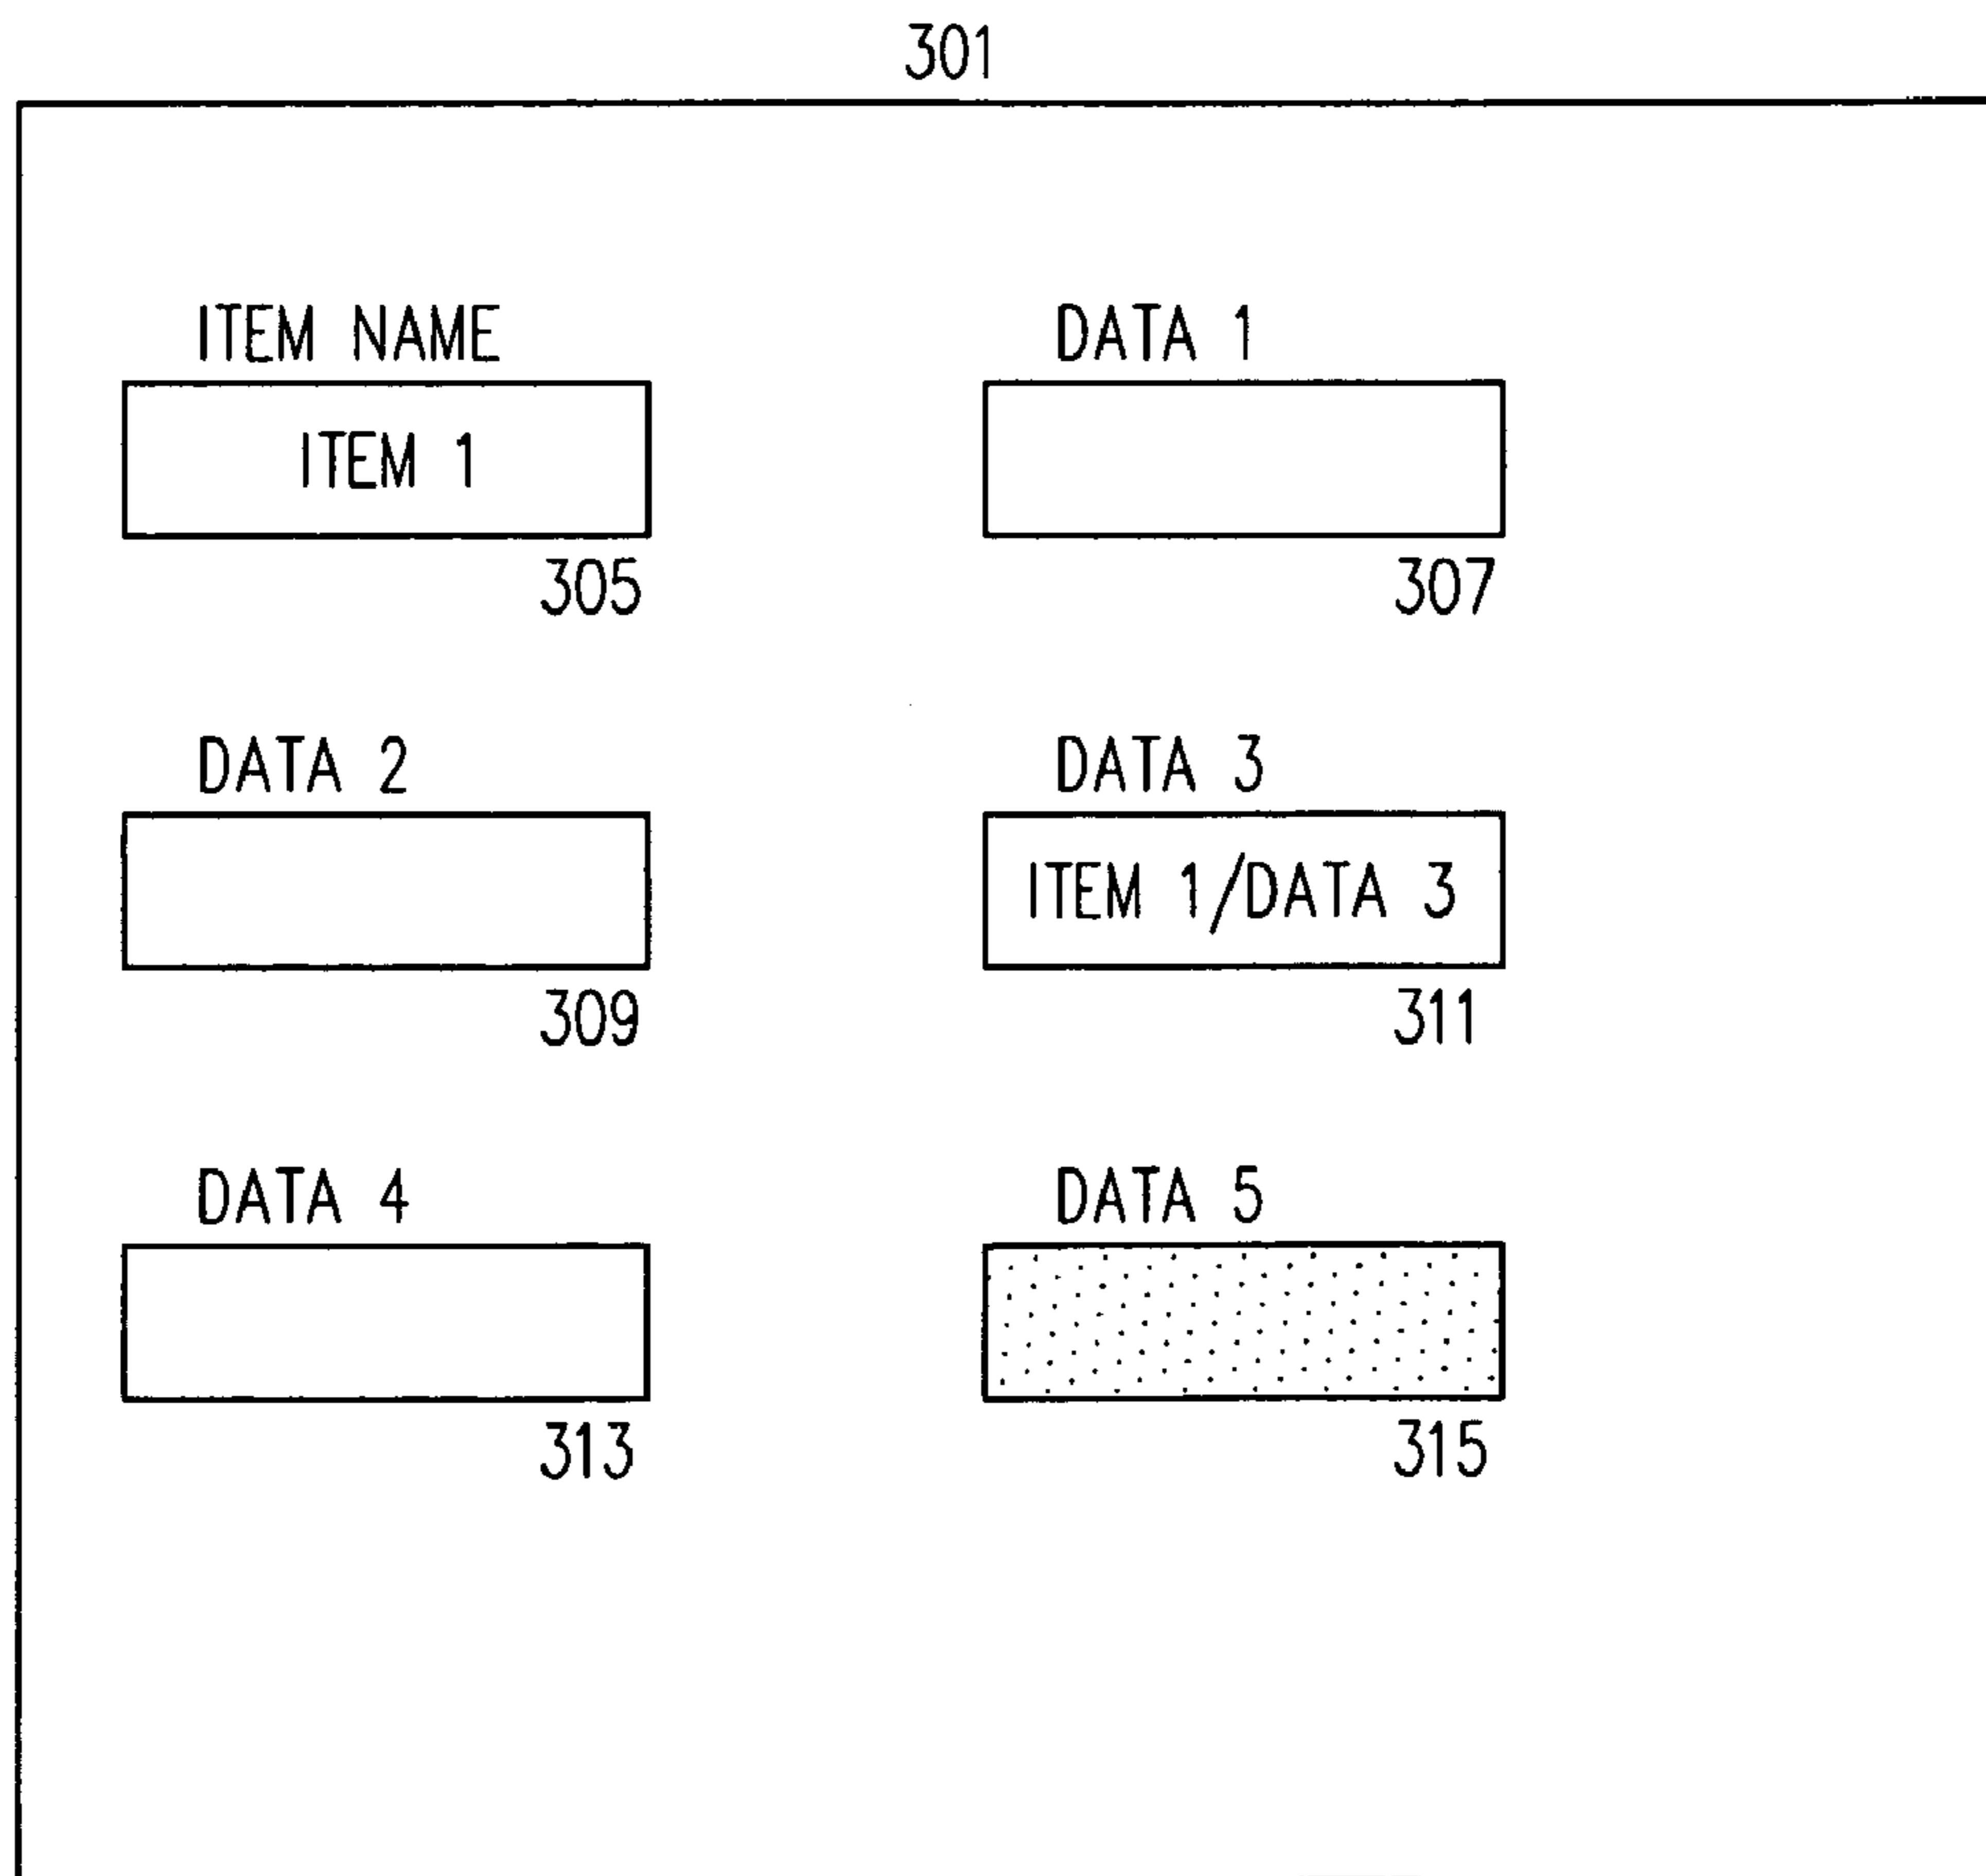 301
ITEM NAME
DATA 1
ITEM 1
305
307
DATA 2
DATA 3
ITEM 1/DATA 3
309
311
DATA 4
DATA 5
313
315